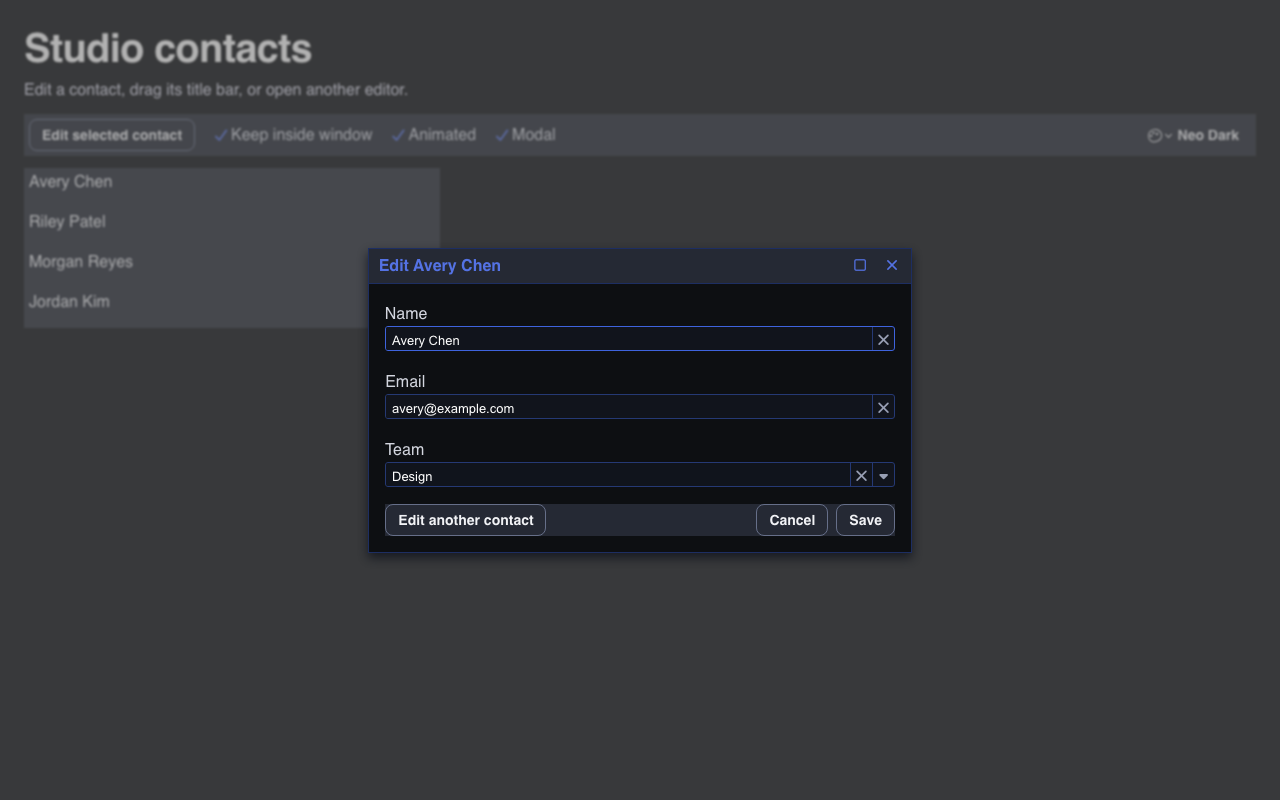 Studio contacts
Edit a contact, drag its title bar, or open another editor.
Edit selected contact Keep inside window Animated Modal Neo Dark
Avery Chen
Riley Patel
Morgan Reyes
Jordan Kim
Edit Avery Chen
Name
Avery Chen
Email
avery@example.com
Team
Design
Edit another contact Cancel Save